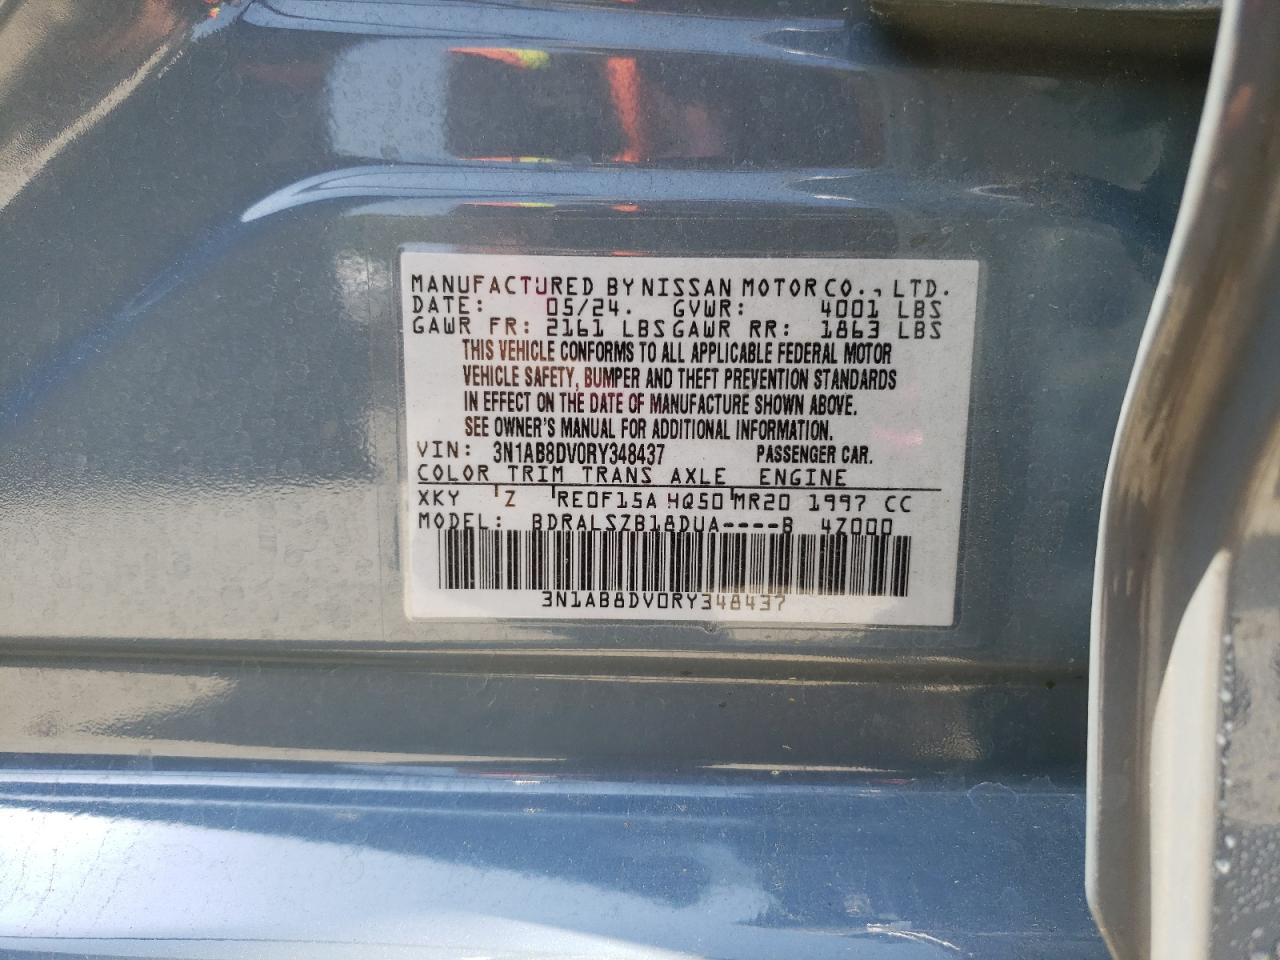 MANUFACTURED BY NISSAN MOTOR CO., LTD.
DATE: 05/24. GVWR: 4001 LBS
GAWR FR: 2161 LBS GAWR RR: 1863 LBS
THIS VEHICLE CONFORMS TO ALL APPLICABLE FEDERAL MOTOR
VEHICLE SAFETY, BUMPER AND THEFT PREVENTION STANDARDS
IN EFFECT ON THE DATE OF MANUFACTURE SHOWN ABOVE.
SEE OWNER'S MANUAL FOR ADDITIONAL INFORMATION.
VIN: 3N1AB8DV0RY348437 PASSENGER CAR.
COLOR TRIM TRANS AXLE ENGINE
XKY Z RE0F15A HQ50 MR20 1997 CC
MODEL: BDRALSZB18DUA----B 4Z000
3N1AB8DV0RY348437